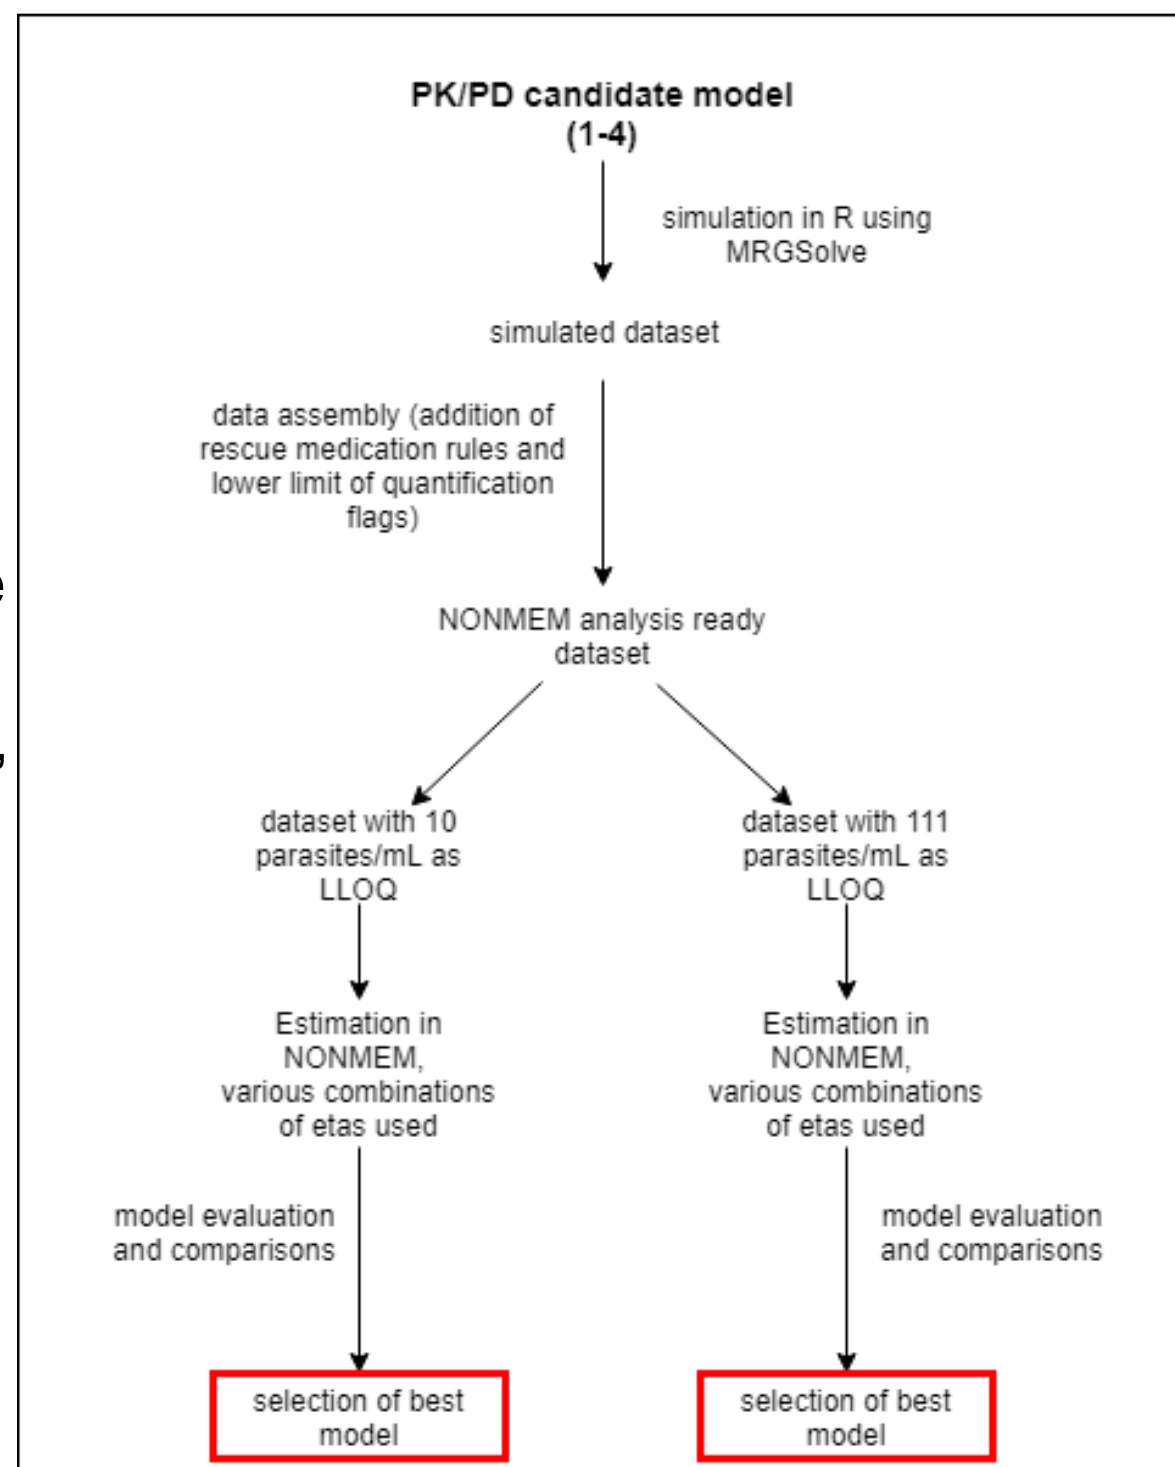 PK/PD candidate model
(1-4)
simulation in R using
MRGSolve
simulated dataset
data assembly (addition of
rescue medication rules and
lower limit of quantification
flags)
NONMEM analysis ready
dataset
dataset with 10
parasites/mL as
LLOQ
dataset with 111
parasites/mL as
LLOQ
Estimation in
NONMEM,
various combinations
of etas used
Estimation in
NONMEM,
various combinations
of etas used
model evaluation
and comparisons
model evaluation
and comparisons
selection of best
model
selection of best
model